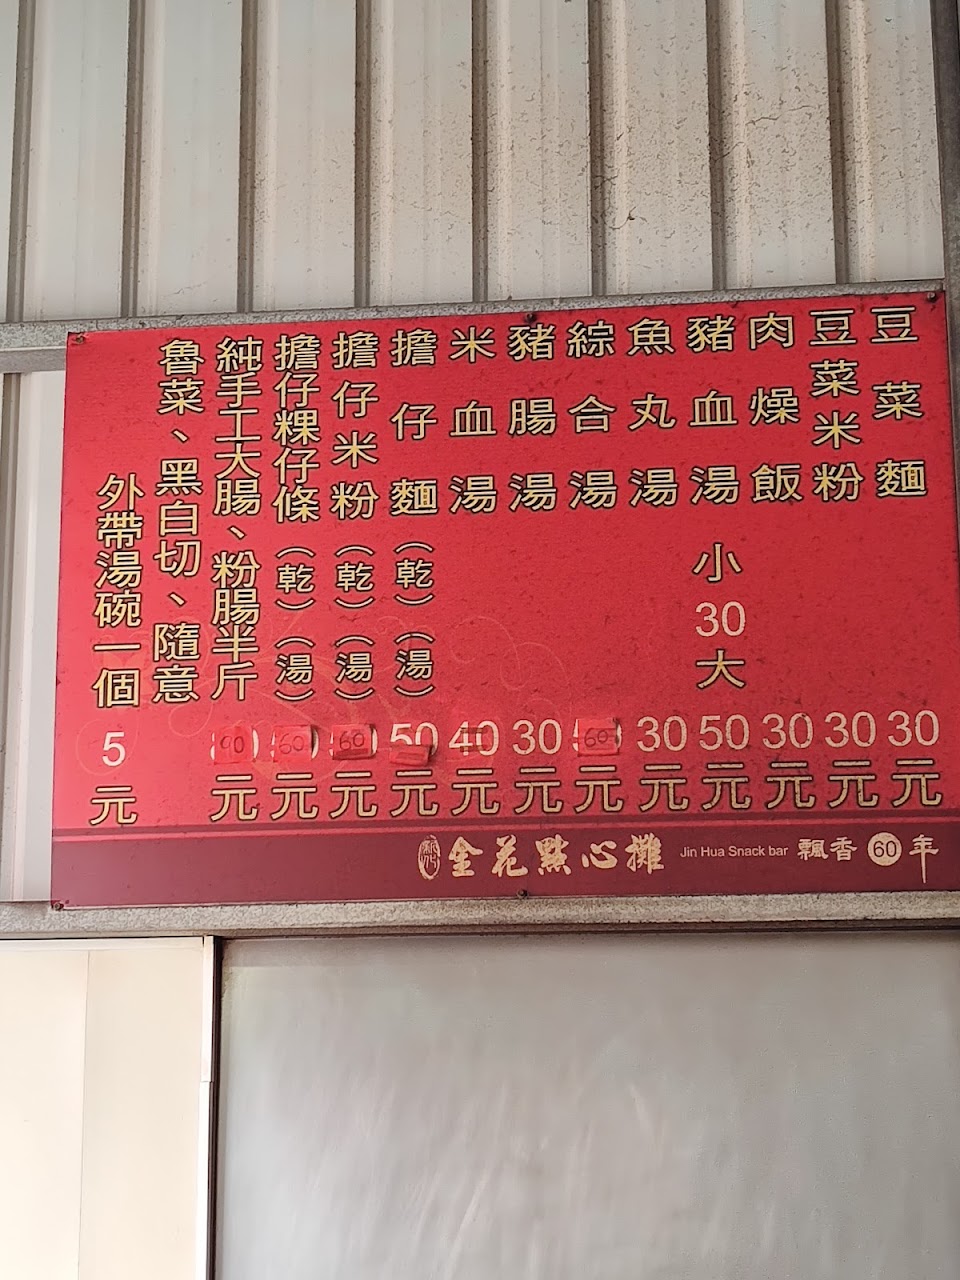 豆菜麵 30元
豆菜米粉 30元
肉燥飯 30元
豬血湯 小30 大50元
魚丸湯 30元
綜合湯 60元
豬腸湯 30元
米血湯 40元
擔仔麵(乾)(湯) 50元
擔仔米粉(乾)(湯) 60元
擔仔粿仔條(乾)(湯) 60元
純手工大腸、粉腸半斤 90元
魯菜、黑白切、隨意
外帶湯碗一個 5元
金花點心攤 Jin Hua Snack bar 飄香60年